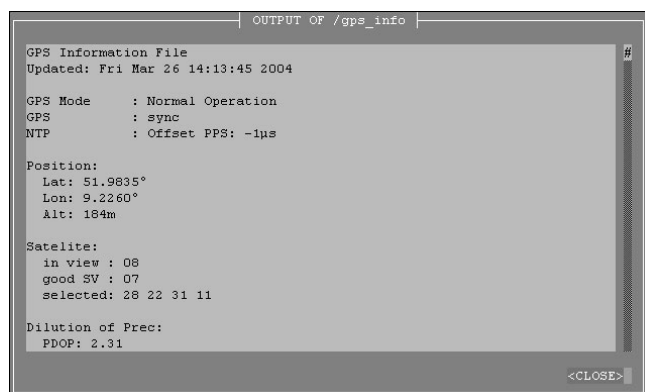 OUTPUT OF /gps_info
GPS Information File
Updated: Fri Mar 26 14:13:45 2004
GPS Mode : Normal Operation
GPS : sync
NTP : Offset PPS: -1µs
Position:
Lat: 51.9835°
Lon: 9.2260°
Alt: 184m
Satelite:
in view : 08
good SV : 07
selected: 28 22 31 11
Dilution of Prec:
PDOP: 2.31
#
<CLOSE>